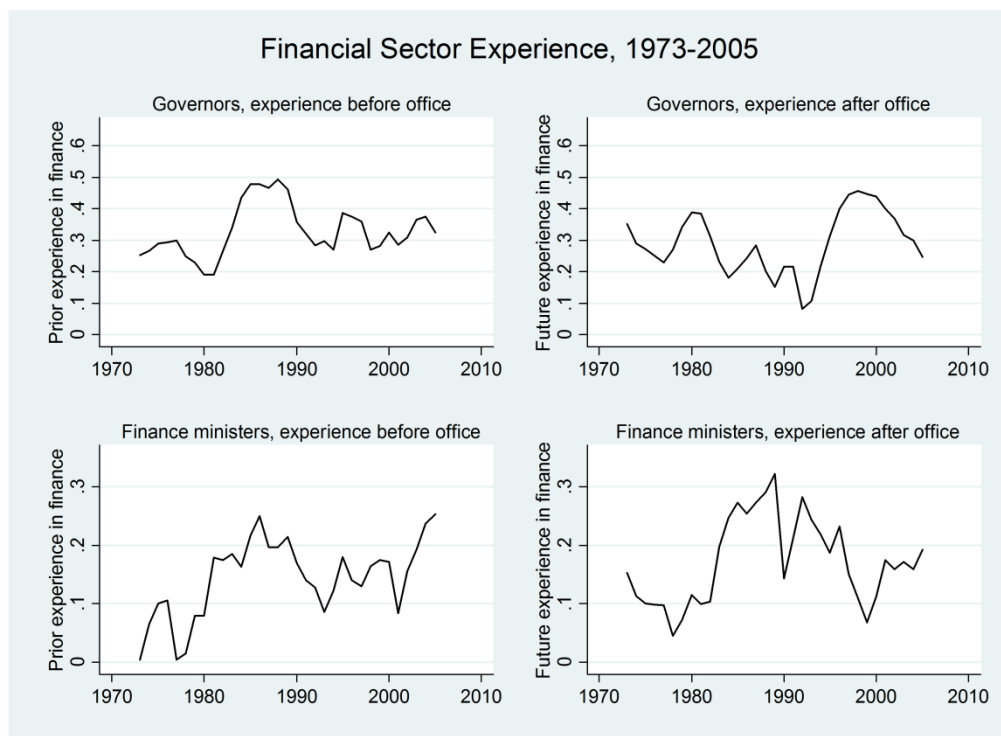 Financial Sector Experience, 1973-2005
Governors, experience before office
Prior experience in finance
.6
.5
.4
.3
.2
.1
0
1970 1980 1990 2000 2010
Governors, experience after office
Future experience in finance
.6
.5
.4
.3
.2
.1
0
1970 1980 1990 2000 2010
Finance ministers, experience before office
Prior experience in finance
.3
.2
.1
0
1970 1980 1990 2000 2010
Finance ministers, experience after office
Future experience in finance
.3
.2
.1
0
1970 1980 1990 2000 2010